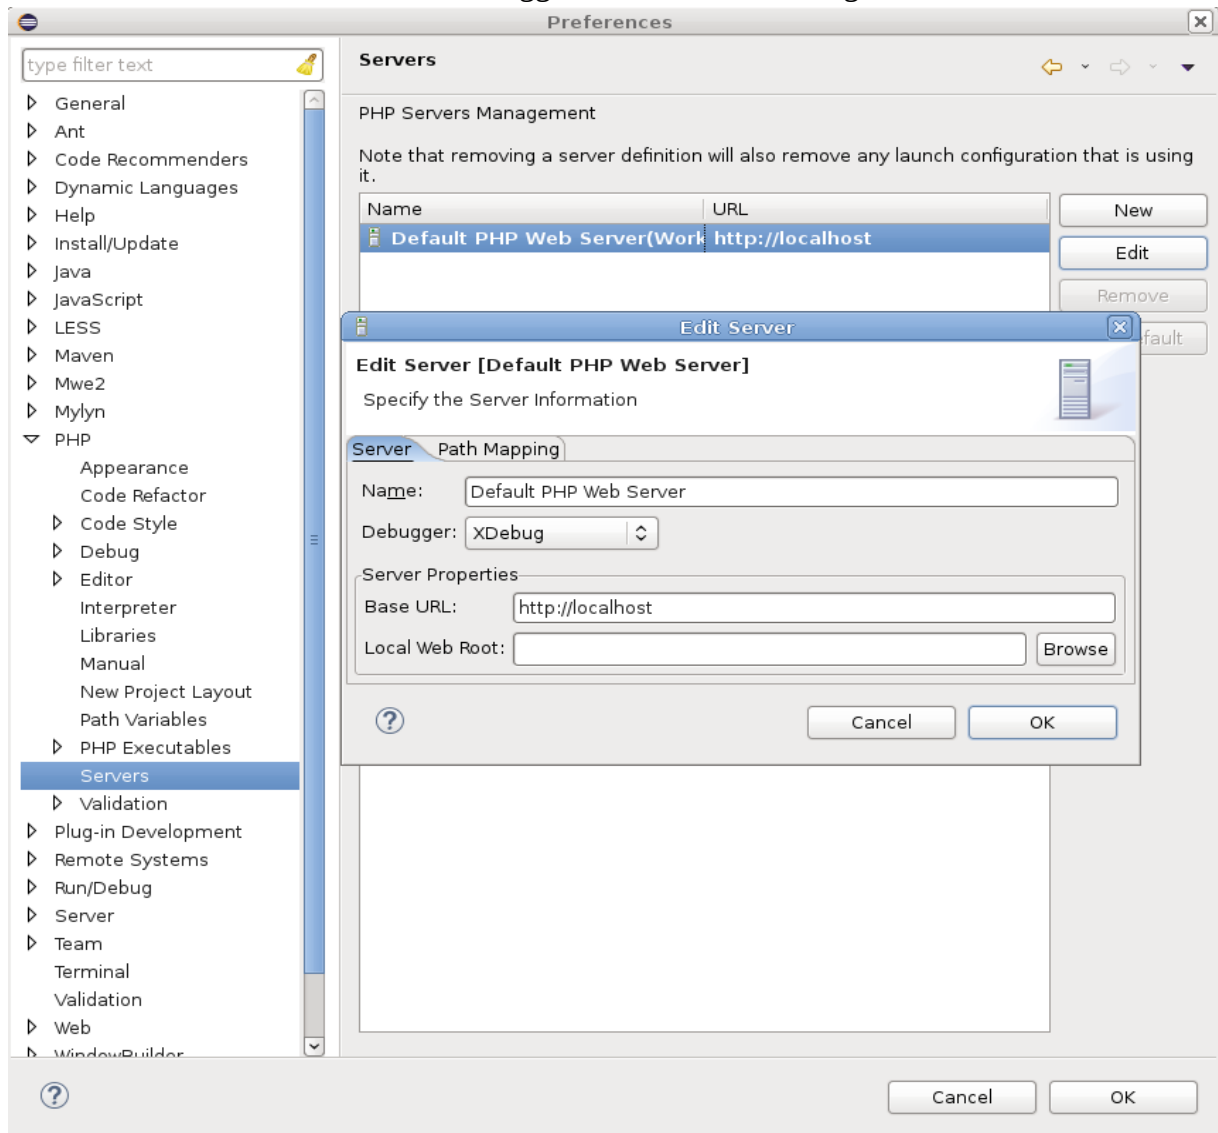 Preferences
type filter text
General
Ant
Code Recommenders
Dynamic Languages
Help
Install/Update
Java
JavaScript
LESS
Maven
Mwe2
Mylyn
PHP
Appearance
Code Refactor
Code Style
Debug
Editor
Interpreter
Libraries
Manual
New Project Layout
Path Variables
PHP Executables
Servers
Validation
Plug-in Development
Remote Systems
Run/Debug
Server
Team
Terminal
Validation
Web
WindowBuilder
Servers
PHP Servers Management
Note that removing a server definition will also remove any launch configuration that is using
it.
Name URL
Default PHP Web Server(Work http://localhost
New
Edit
Remove
fault
Edit Server
Edit Server [Default PHP Web Server]
Specify the Server Information
Server Path Mapping
Name: Default PHP Web Server
Debugger: XDebug
Server Properties
Base URL: http://localhost
Local Web Root: Browse
Cancel OK
Cancel OK